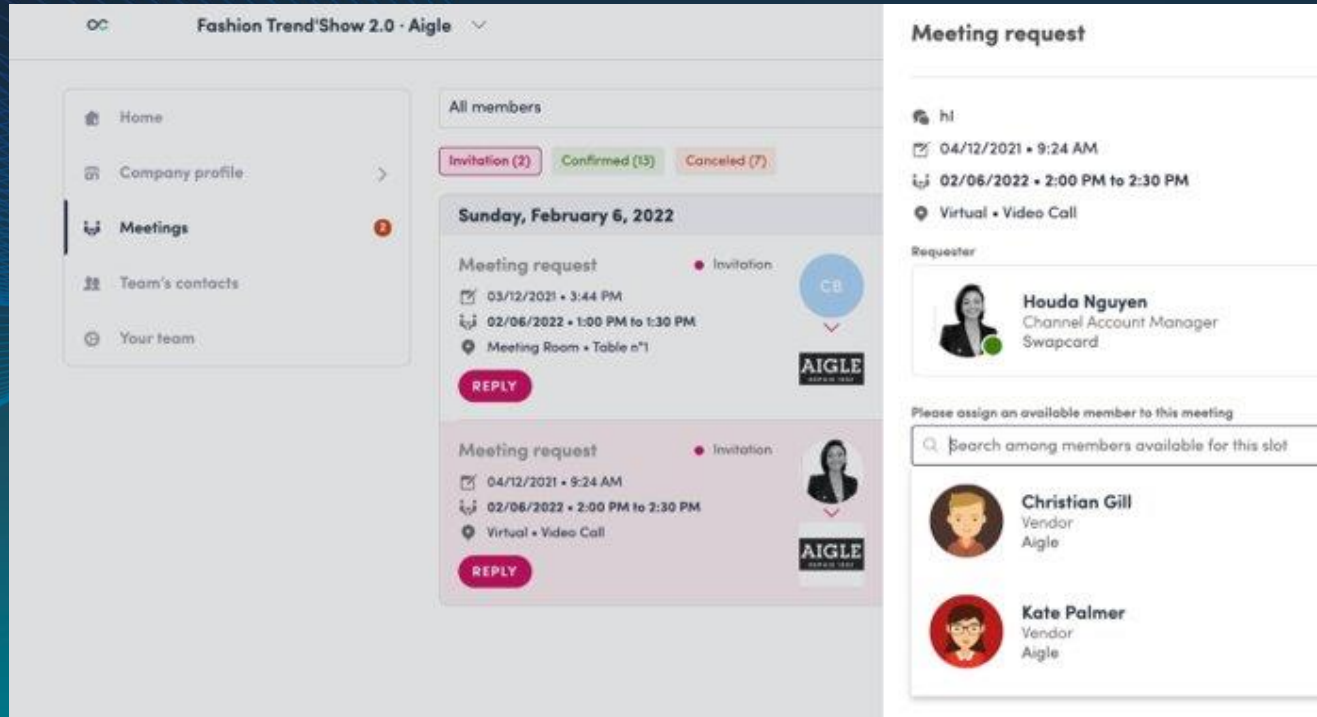 Fashion Trend'Show 2.0 · Aigle
Home
Company profile
Meetings
2
Team's contacts
Your team
All members
Invitation (2)
Confirmed (13)
Canceled (7)
Sunday, February 6, 2022
Meeting request
Invitation
03/12/2021 • 3:44 PM
02/06/2022 • 1:00 PM to 1:30 PM
Meeting Room • Table n°1
REPLY
CB
AIGLE
Meeting request
Invitation
04/12/2021 • 9:24 AM
02/06/2022 • 2:00 PM to 2:30 PM
Virtual • Video Call
REPLY
AIGLE
Meeting request
hI
04/12/2021 • 9:24 AM
02/06/2022 • 2:00 PM to 2:30 PM
Virtual • Video Call
Requester
Houda Nguyen
Channel Account Manager
Swapcard
Please assign an available member to this meeting
Search among members available for this slot
Christian Gill
Vendor
Aigle
Kate Palmer
Vendor
Aigle